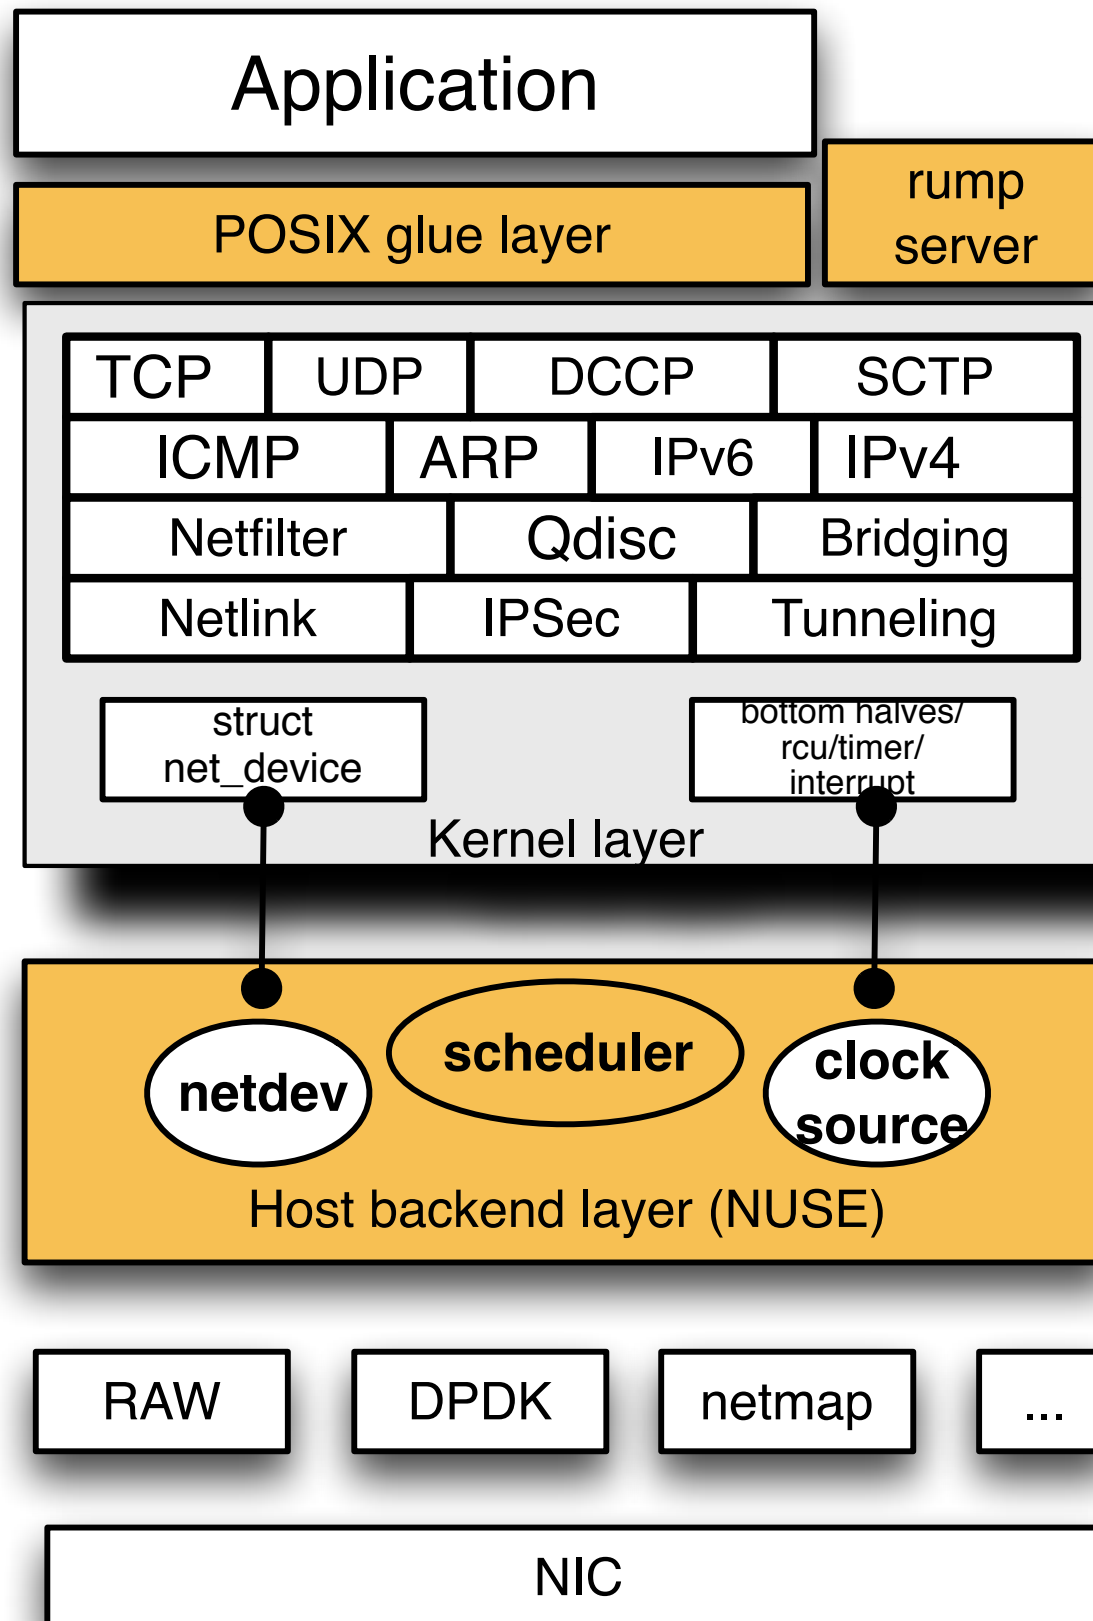 Application
POSIX glue layer
rump
server
TCP UDP DCCP SCTP
ICMP ARP IPv6 IPv4
Netfilter Qdisc Bridging
Netlink IPSec Tunneling
struct
net_device
bottom halves/
rcu/timer/
interrupt
Kernel layer
netdev
scheduler
clock
source
Host backend layer (NUSE)
RAW DPDK netmap ...
NIC